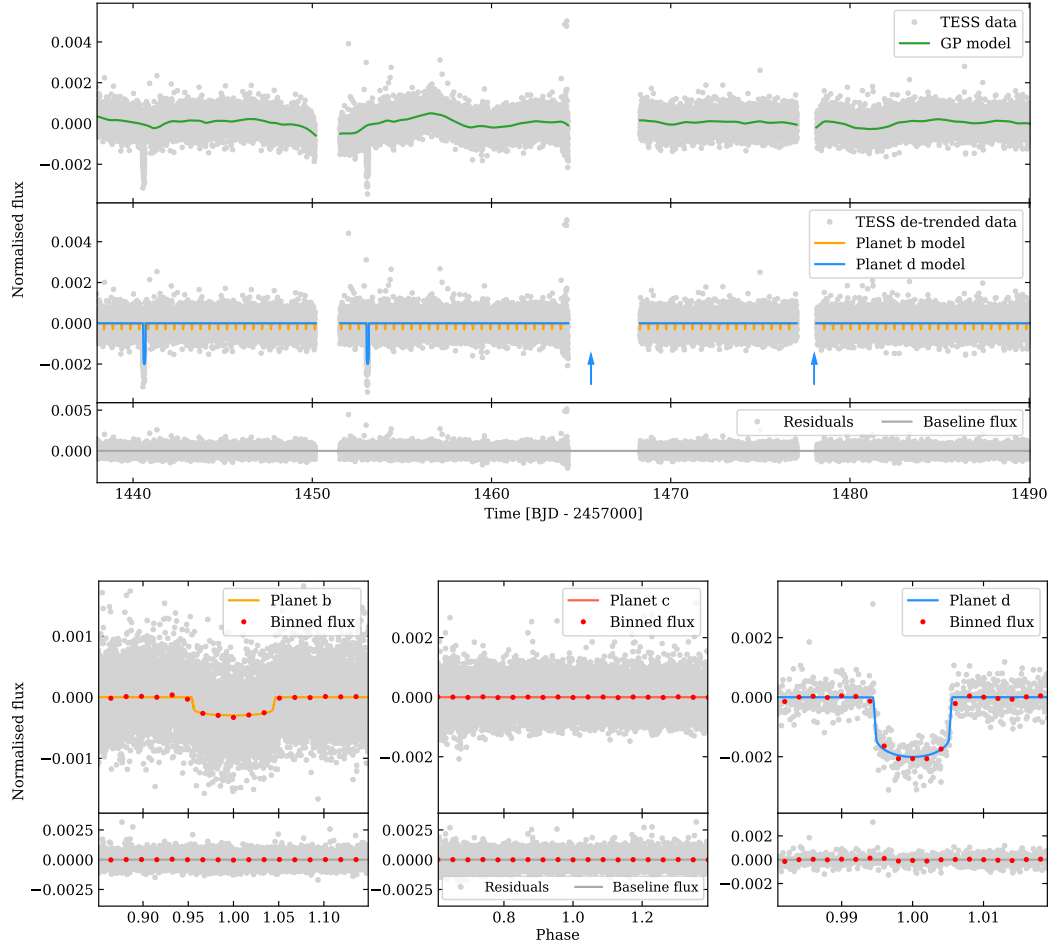 TESS data
GP model
0.004
0.002
0.000
−0.002
Normalised flux
TESS de-trended data
Planet b model
Planet d model
0.004
0.002
0.000
−0.002
Residuals
Baseline flux
0.005
0.000
1440 1450 1460 1470 1480 1490
Time [BJD - 2457000]
Planet b
Binned flux
0.001
0.000
−0.001
Normalised flux
0.0025
0.0000
−0.0025
0.90 0.95 1.00 1.05 1.10
Planet c
Binned flux
0.002
0.000
−0.002
0.0025
0.0000
−0.0025
Residuals
Baseline flux
0.8 1.0 1.2
Phase
Planet d
Binned flux
0.002
0.000
−0.002
0.002
0.000
−0.002
0.99 1.00 1.01